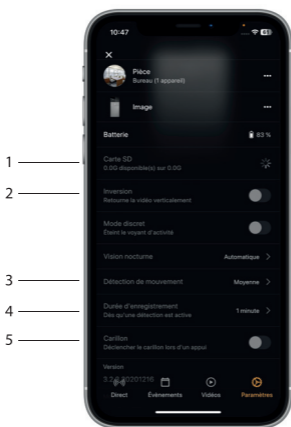 10:47
Pièce
Bureau (1 appareil)
Image
Batterie
83 %
1
Carte SD
0.0G disponible(s) sur 0.0G
2
Inversion
Retourne la vidéo verticalement
Mode discret
Éteint le voyant d'activité
Vision nocturne
Automatique
3
Détection de mouvement
Moyenne
4
Durée d'enregistrement
Dès qu'une détection est active
1 minute
5
Carillon
Déclencher le carillon lors d'un appui
Version
Direct
Événements
Vidéos
Paramètres